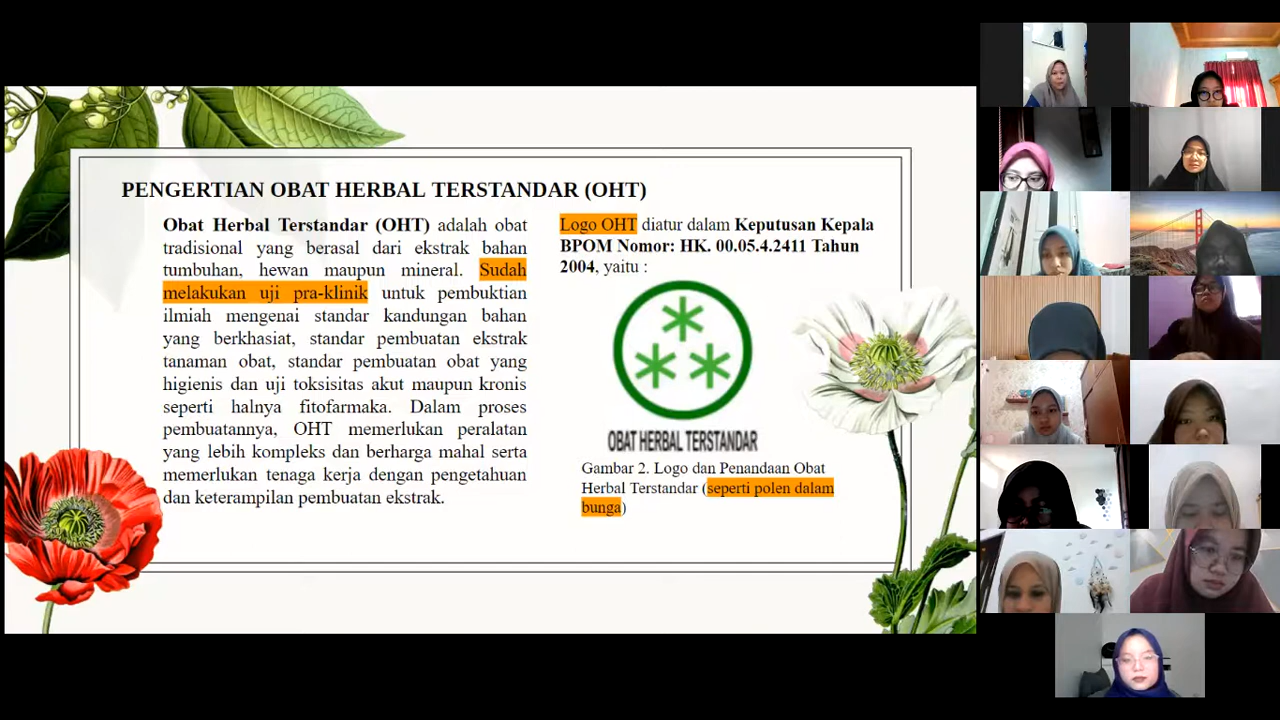 PENGERTIAN OBAT HERBAL TERSTANDAR (OHT)
Obat Herbal Terstandar (OHT) adalah obat
tradisional yang berasal dari ekstrak bahan
tumbuhan, hewan maupun mineral. Sudah
melakukan uji pra-klinik untuk pembuktian
ilmiah mengenai standar kandungan bahan
yang berkhasiat, standar pembuatan ekstrak
tanaman obat, standar pembuatan obat yang
higienis dan uji toksisitas akut maupun kronis
seperti halnya fitofarmaka. Dalam proses
pembuatannya, OHT memerlukan peralatan
yang lebih kompleks dan berharga mahal serta
memerlukan tenaga kerja dengan pengetahuan
dan keterampilan pembuatan ekstrak.
Logo OHT diatur dalam Keputusan Kepala
BPOM Nomor: HK. 00.05.4.2411 Tahun
2004, yaitu :
OBAT HERBAL TERSTANDAR
Gambar 2. Logo dan Penandaan Obat
Herbal Terstandar (seperti polen dalam
bunga)